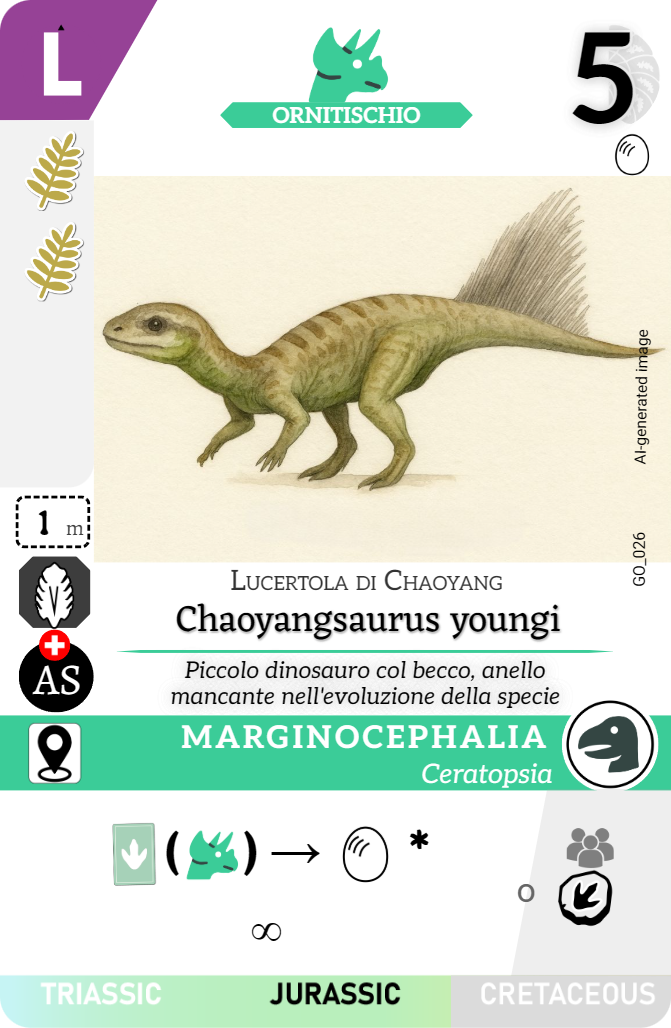 L
ORNITISCHIO
5
AI-generated image
GO_026
1 m
AS
Lucertola di Chaoyang
Chaoyangsaurus youngi
Piccolo dinosauro col becco, anello
mancante nell'evoluzione della specie
MARGINOCEPHALIA
Ceratopsia
( ) → *
o
∞
TRIASSIC JURASSIC CRETACEOUS